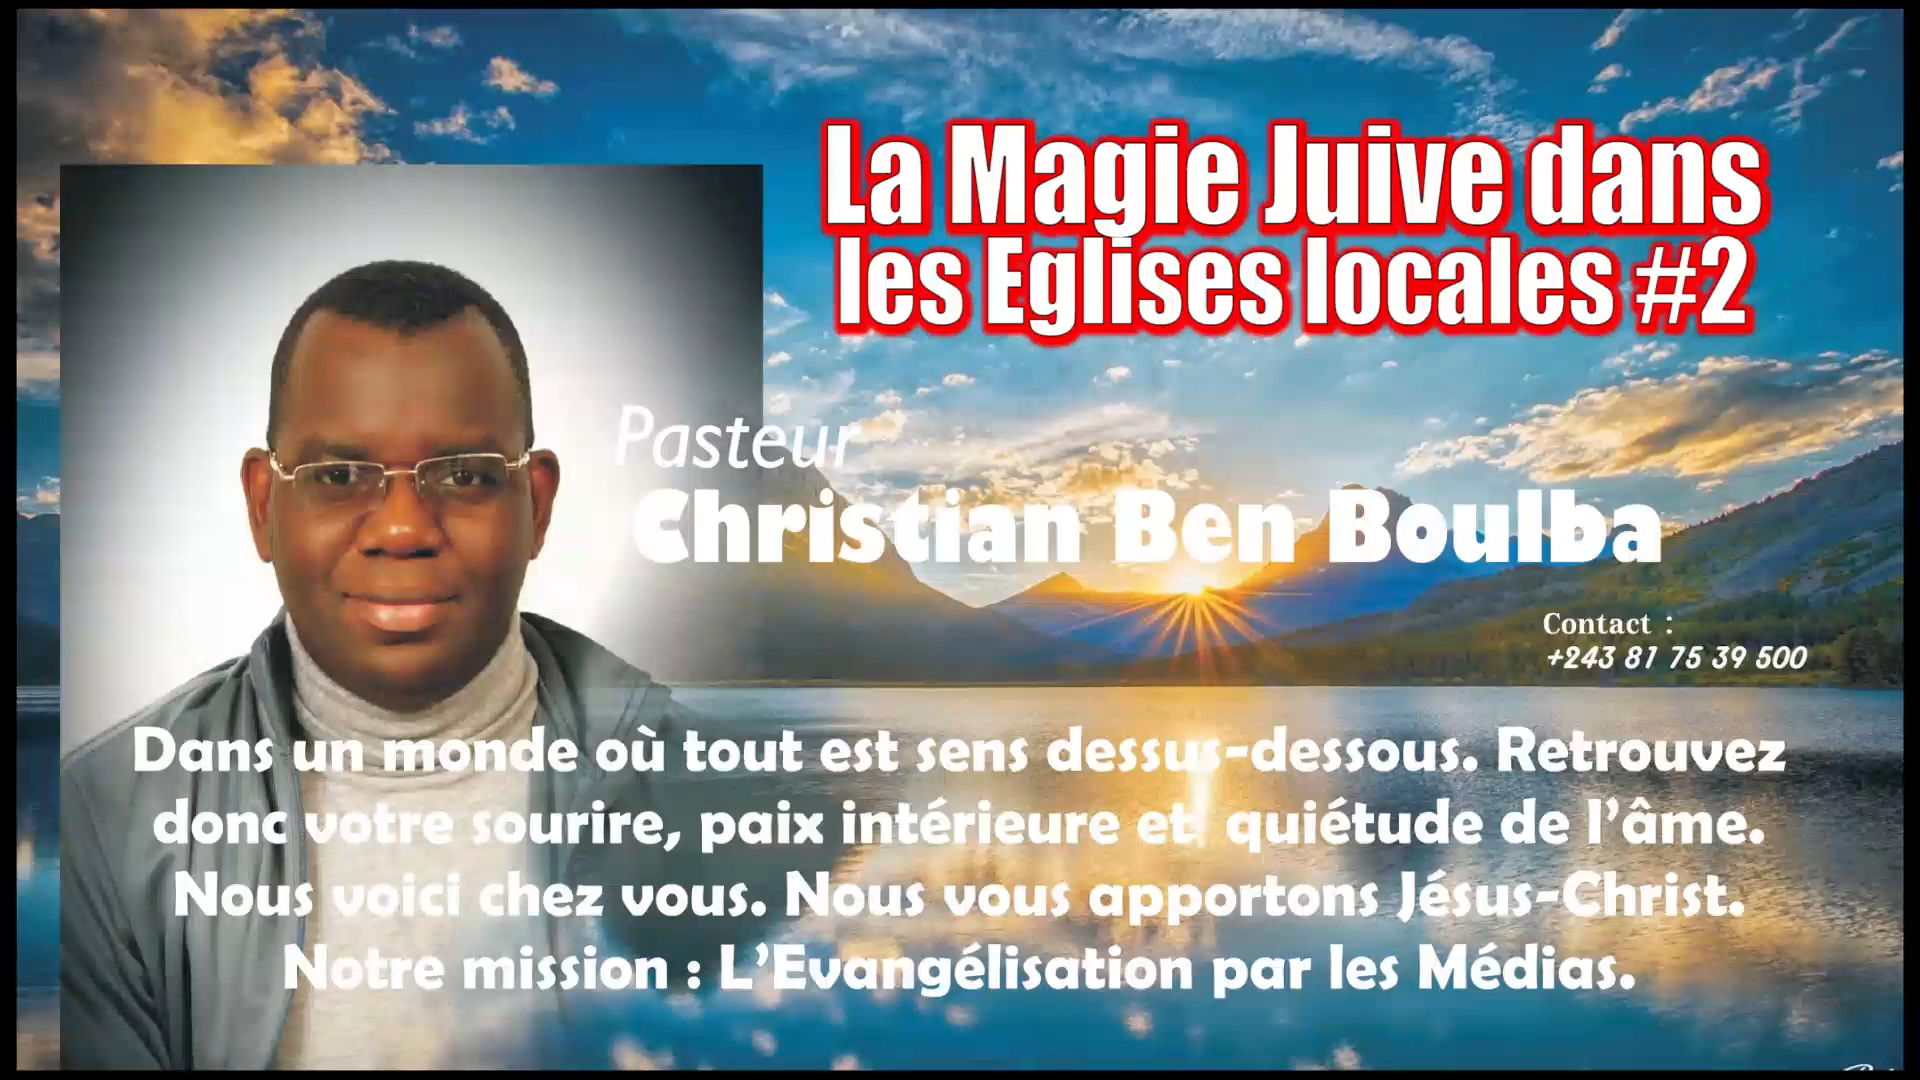 La Magie Juive dans
les Eglises locales #2
Pasteur
Christian Ben Boulba
Contact :
+243 81 75 39 500
Dans un monde où tout est sens dessus-dessous. Retrouvez
donc votre sourire, paix intérieure et quiétude de l'âme.
Nous voici chez vous. Nous vous apportons Jésus-Christ.
Notre mission : L'Evangélisation par les Médias.